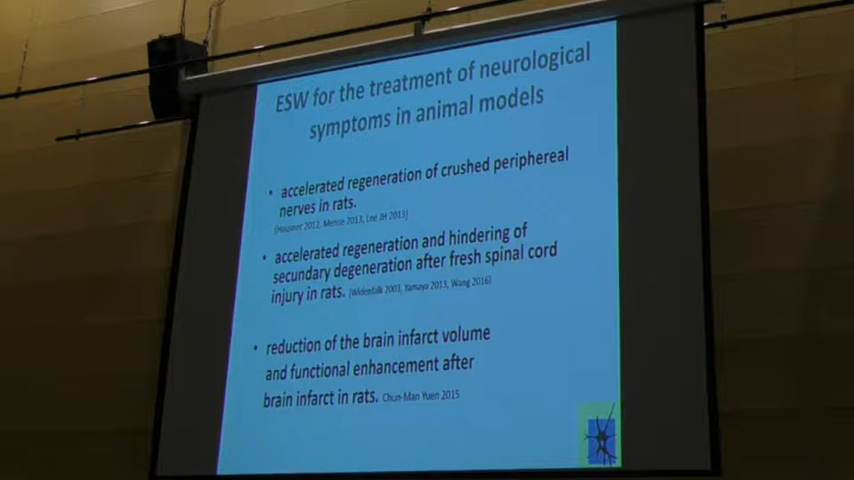 ESW for the treatment of neurological
symptoms in animal models
• accelerated regeneration of crushed periphereal
nerves in rats.
(Hausner 2012, Mense 2013, Lee JH 2013)
• accelerated regeneration and hindering of
secundary degeneration after fresh spinal cord
injury in rats. (Widenfalk 2003, Yamaya 2013, Wang 2016)
• reduction of the brain infarct volume
and functional enhancement after
brain infarct in rats. Chun-Man Yuen 2015